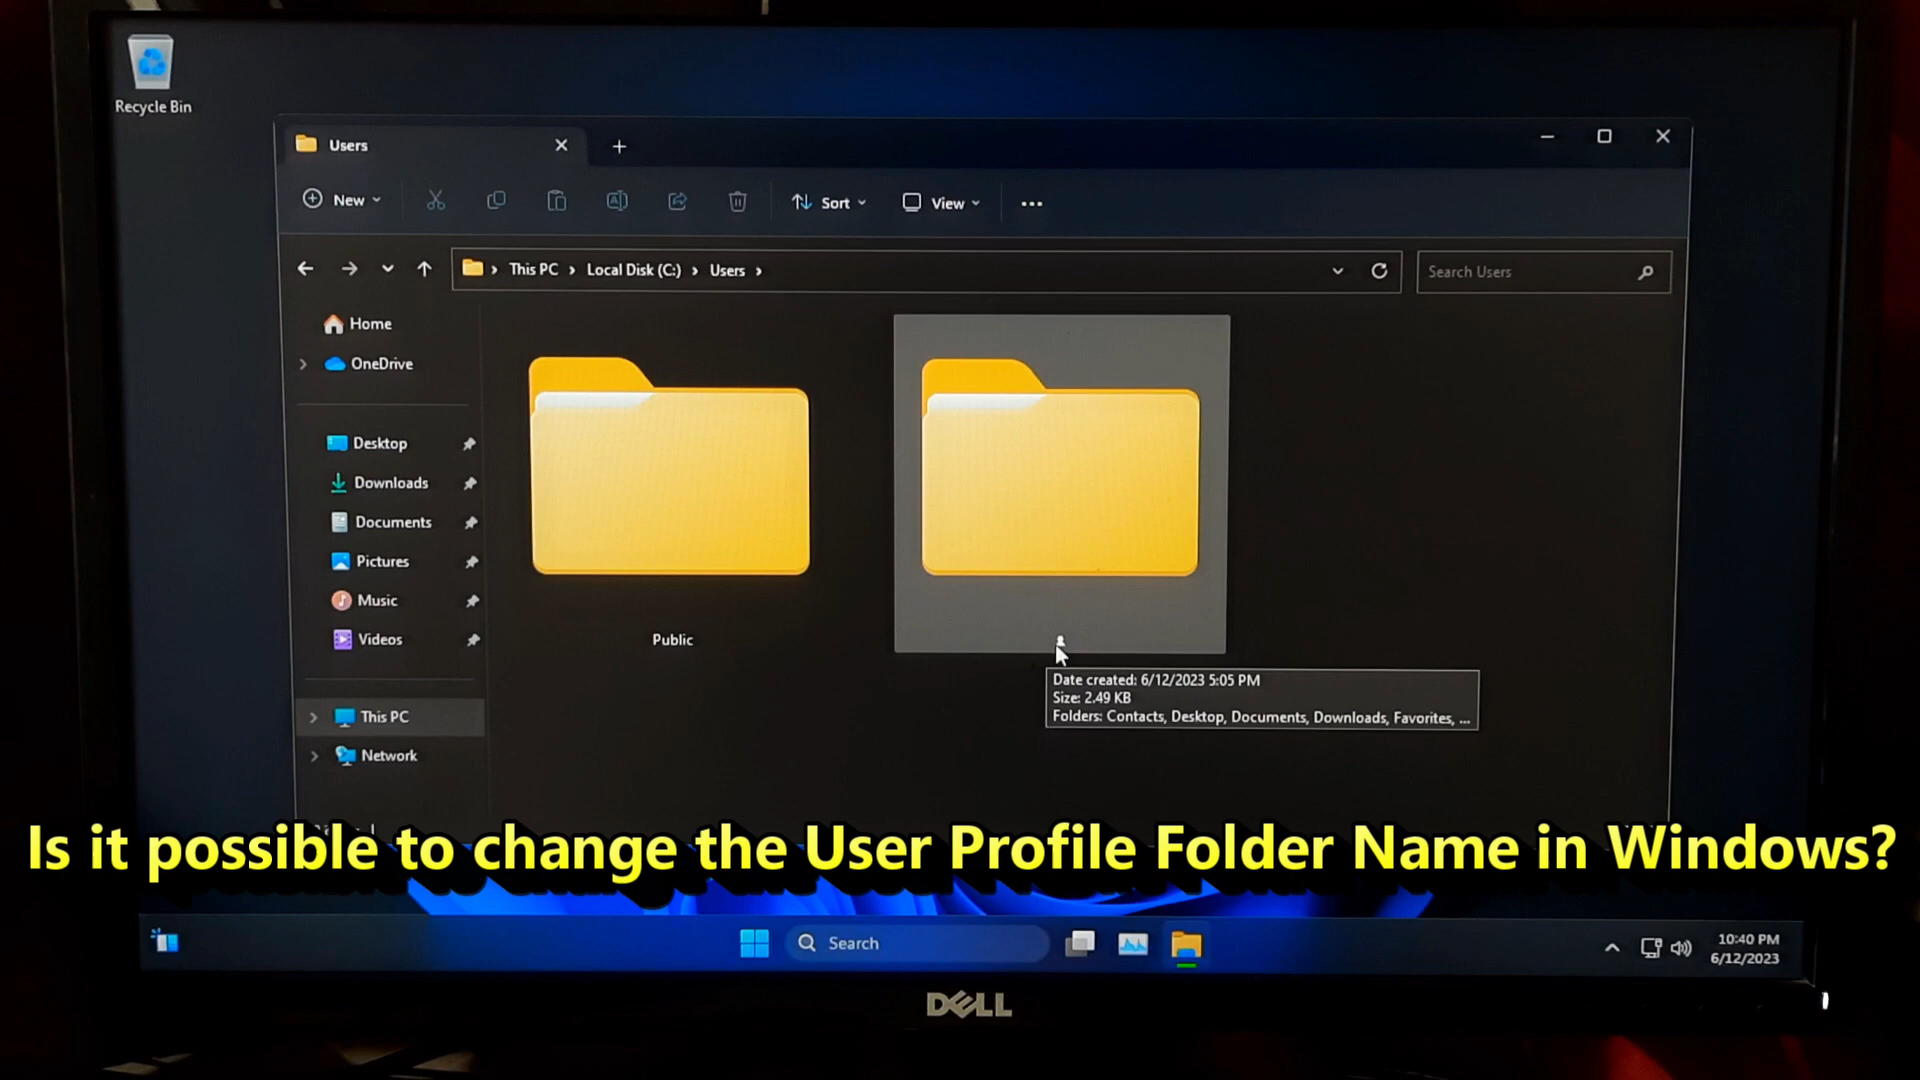 Recycle Bin
Users
New
Sort
View
This PC
Local Disk (C:)
Users
Search Users
Home
OneDrive
Desktop
Downloads
Documents
Pictures
Music
Videos
This PC
Network
Public
Date created: 6/12/2023 5:05 PM
Size: 2.49 KB
Folders: Contacts, Desktop, Documents, Downloads, Favorites, ...
Is it possible to change the User Profile Folder Name in Windows?
Search
10:40 PM
6/12/2023
DELL